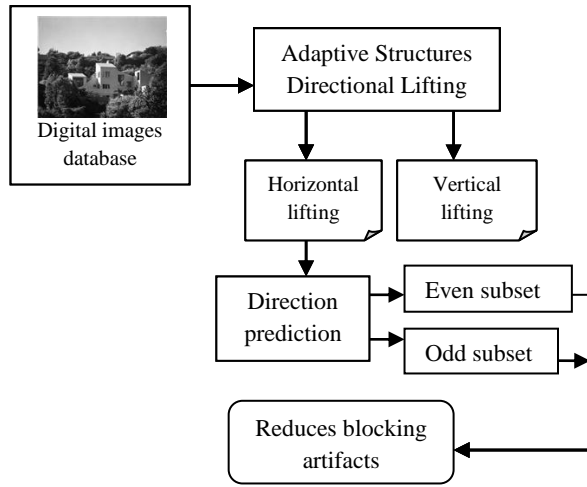 Adaptive Structures
Directional Lifting
Digital images
database
Horizontal
lifting
Vertical
lifting
Direction
prediction
Even subset
Odd subset
Reduces blocking
artifacts